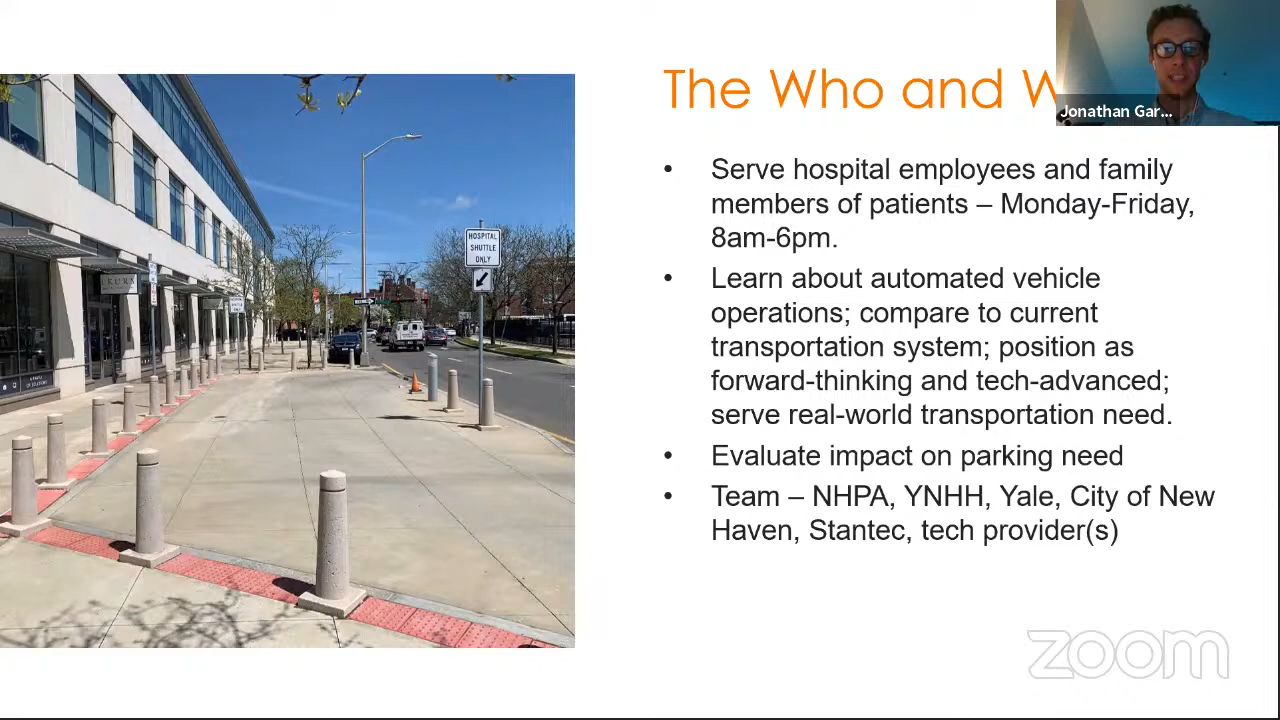 The Who and W
Jonathan Gar...
• Serve hospital employees and family
members of patients – Monday-Friday,
8am-6pm.
• Learn about automated vehicle
operations; compare to current
transportation system; position as
forward-thinking and tech-advanced;
serve real-world transportation need.
• Evaluate impact on parking need
• Team – NHPA, YNHH, Yale, City of New
Haven, Stantec, tech provider(s)
HOSPITAL
SHUTTLE
ONLY
zoom